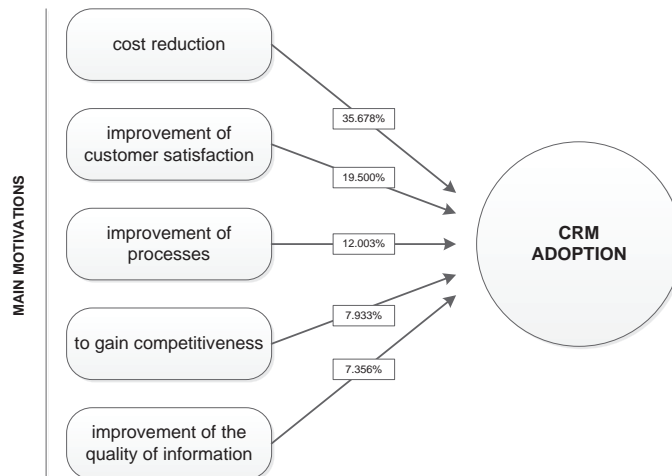 MAIN MOTIVATIONS
cost reduction
35.678%
improvement of
customer satisfaction
19.500%
improvement of
processes
12.003%
to gain competitiveness
7.933%
improvement of the
quality of information
7.356%
CRM
ADOPTION